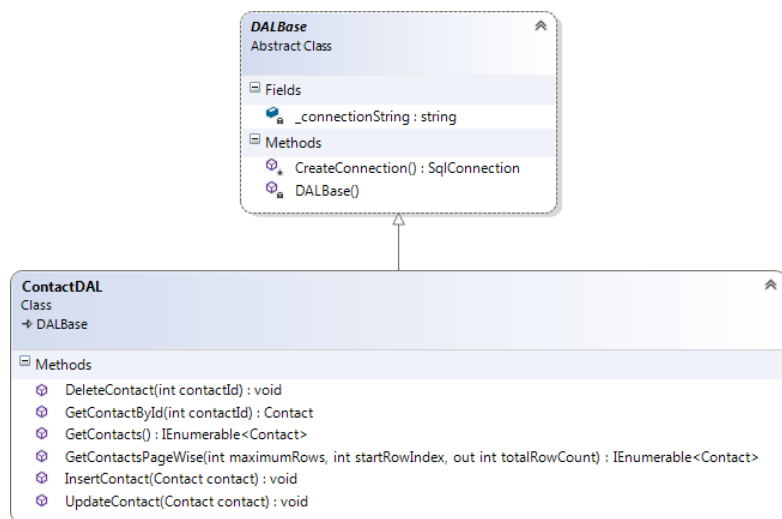 DALBase
Abstract Class
Fields
_connectionString : string
Methods
CreateConnection() : SqlConnection
DALBase()
ContactDAL
Class
DALBase
Methods
DeleteContact(int contactId) : void
GetContactById(int contactId) : Contact
GetContacts() : IEnumerable<Contact>
GetContactsPageWise(int maximumRows, int startRowIndex, out int totalRowCount) : IEnumerable<Contact>
InsertContact(Contact contact) : void
UpdateContact(Contact contact) : void